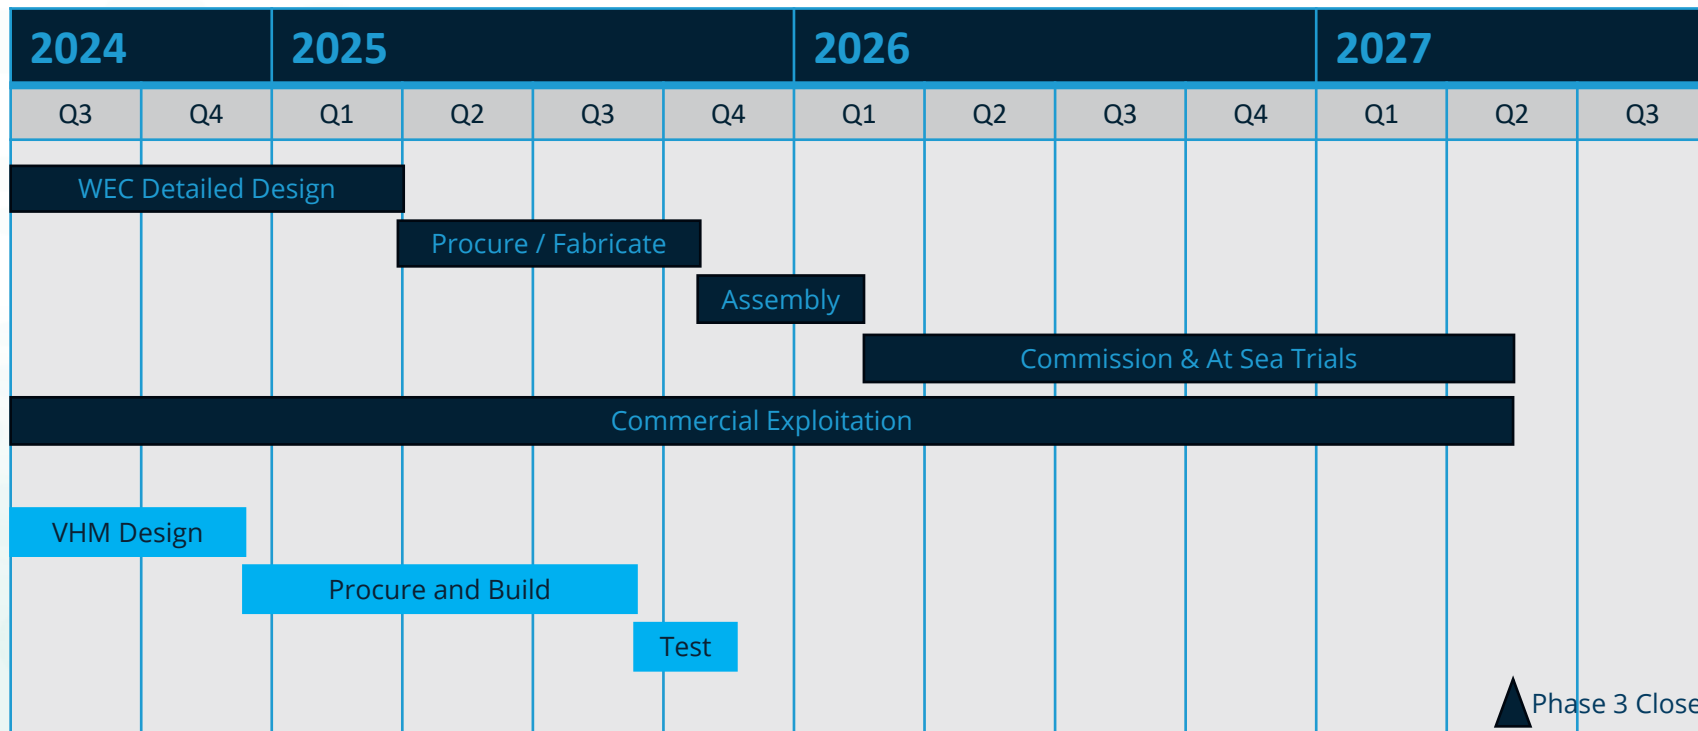 2024 2025 2026 2027
Q3 Q4 Q1 Q2 Q3 Q4 Q1 Q2 Q3 Q4 Q1 Q2 Q3
WEC Detailed Design
Procure / Fabricate
Assembly
Commission & At Sea Trials
Commercial Exploitation
VHM Design
Procure and Build
Test
Phase 3 Close